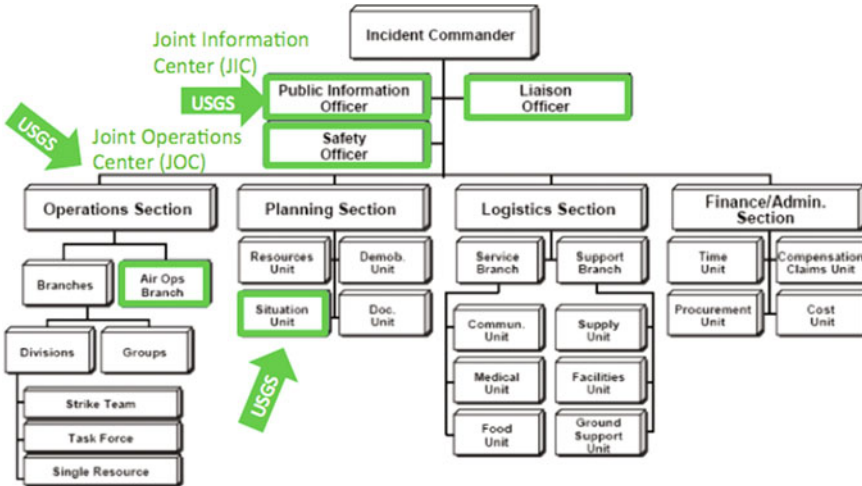 Incident Commander
Joint Information
Center (JIC)
USGS
Public Information
Officer
Liaison
Officer
Safety
Officer
USGS
Joint Operations
Center (JOC)
Operations Section
Planning Section
Logistics Section
Finance/Admin.
Section
Branches
Air Ops
Branch
Resources
Unit
Demob.
Unit
Service
Branch
Support
Branch
Time
Unit
Compensation
Claims Unit
Situation
Unit
Doc.
Unit
Commun.
Unit
Supply
Unit
Procurement
Unit
Cost
Unit
Divisions
Groups
Medical
Unit
Facilities
Unit
USGS
Strike Team
Task Force
Single Resource
Food
Unit
Ground
Support
Unit